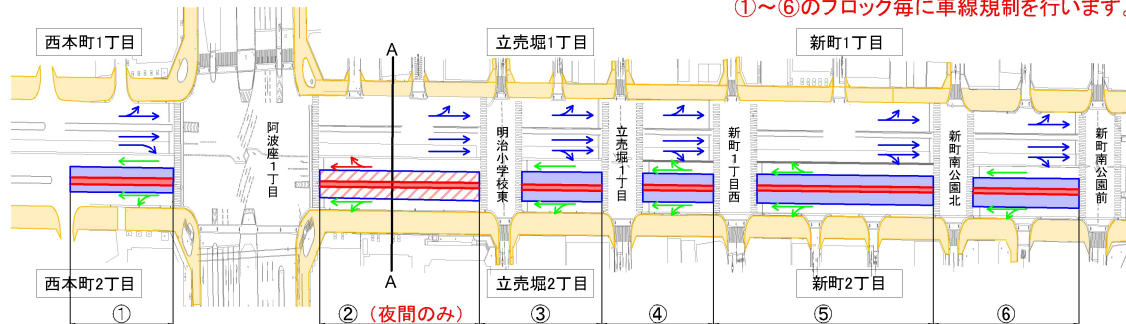 ①～⑥のブロック毎に車線規制を行います。
西本町1丁目
A
立売堀1丁目
新町1丁目
阿波座1丁目
明治小学校東
立売堀1丁目
新町1丁目西
新町南公園北
新町南公園前
A
西本町2丁目
立売堀2丁目
新町2丁目
①
② (夜間のみ)
③
④
⑤
⑥